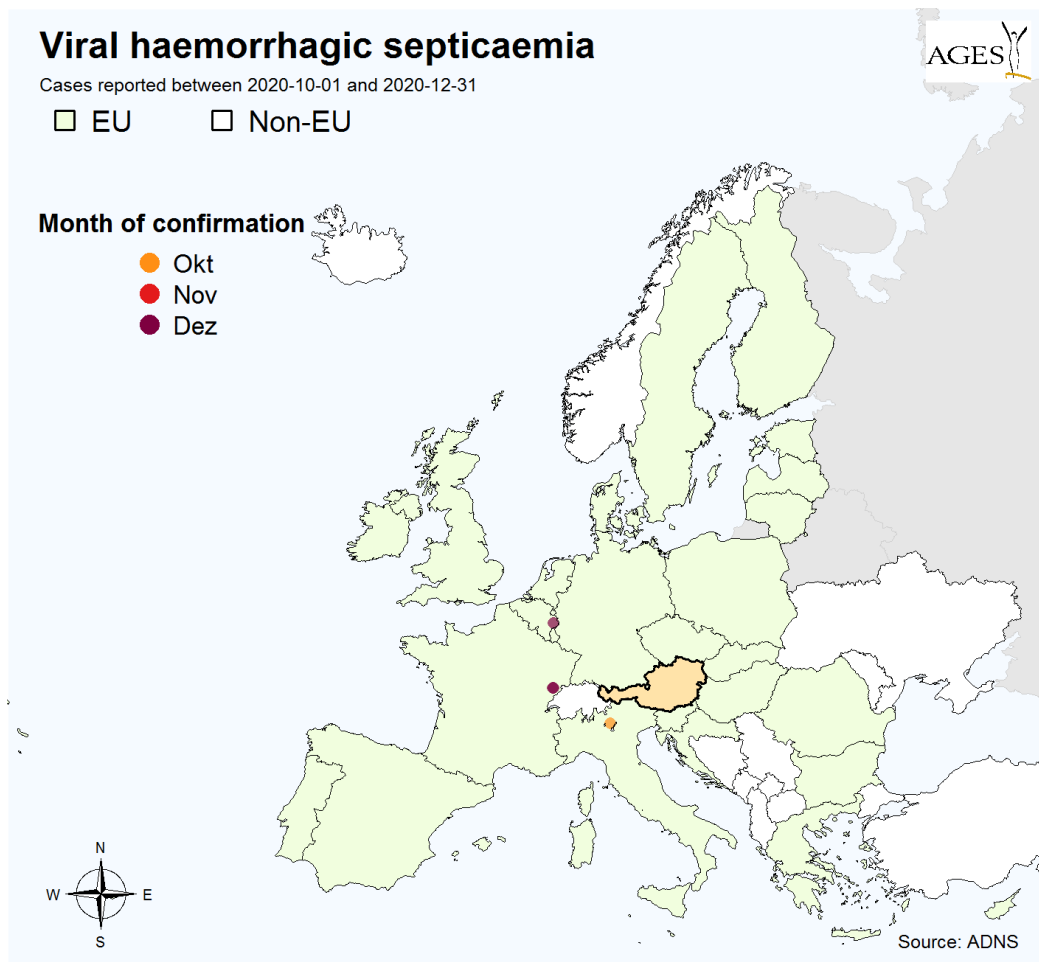 Viral haemorrhagic septicaemia
AGES
Cases reported between 2020-10-01 and 2020-12-31
EU
Non-EU
Month of confirmation
Okt
Nov
Dez
N
W E
S
Source: ADNS